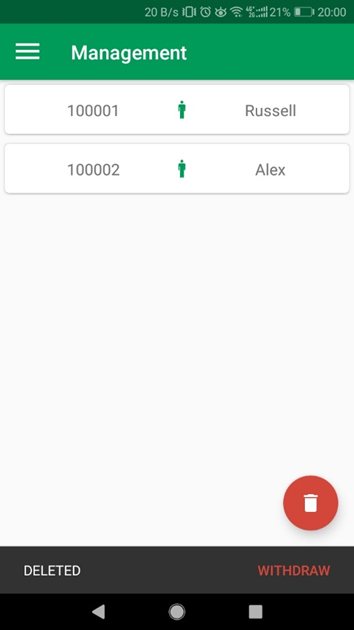 20 B/s 21% 20:00
Management
100001 Russell
100002 Alex
DELETED WITHDRAW